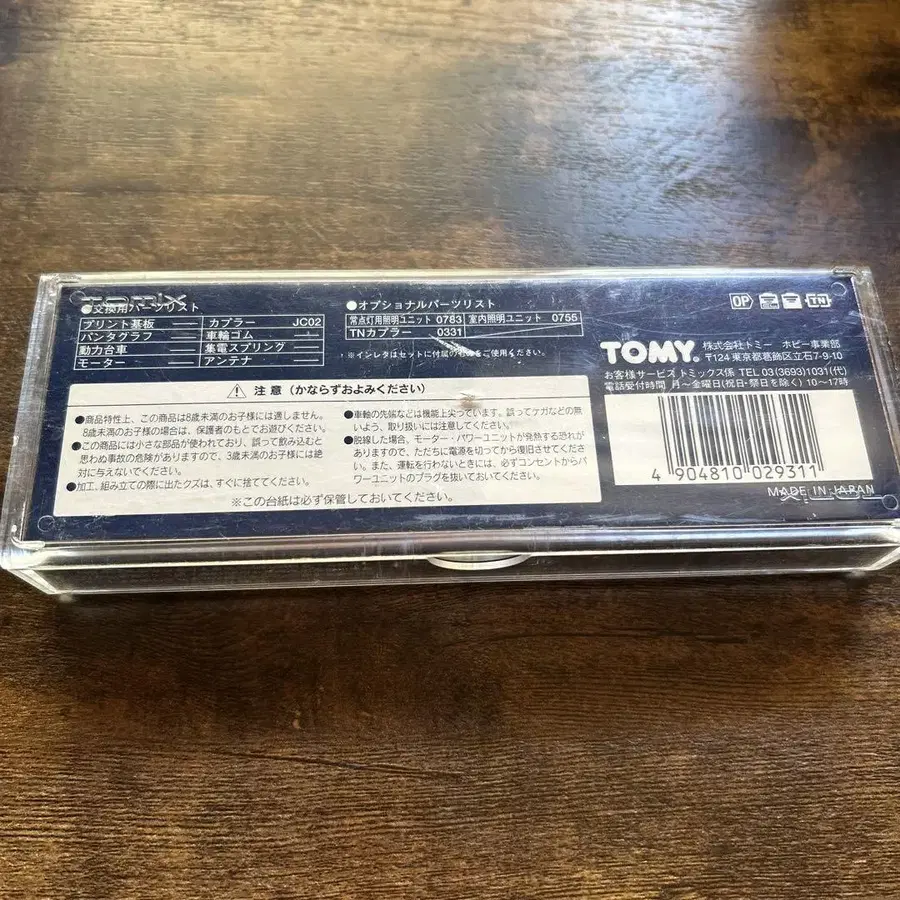 TOMIX
●交換用パーツリスト
プリント基板 —— カプラー JC02
パンタグラフ —— 車輪ゴム ——
動力台車 —— 集電スプリング ——
モーター —— アンテナ ——
●オプショナルパーツリスト
常点灯用照明ユニット 0783 室内照明ユニット 0755
TNカプラー 0331
※インレタはセットに付属の
をご使用ください。
OP
TN
TOMY. 株式会社トミー ホビー事業部
〒124 東京都葛飾区立石7-9-10
お客様サービス トミックス係 TEL 03(3693)1031(代)
電話受付時間 月〜金曜日(祝日・祭日を除く) 10〜17時
注意(かならずおよみください)
●商品特性上、この商品は8歳未満のお子様には適しません。
8歳未満のお子様の場合は、保護者のもとでお遊びください。
●この商品には小さな部品が使われており、誤って飲み込むと
思わぬ事故の危険がありますので、3歳未満のお子様には絶
対に与えないでください。
●加工、組み立ての際に出たクズは、すぐに捨ててください。
●車輪の先端などは機能上尖っています。誤ってケガなどの無
いよう、取り扱いには注意してください。
●脱線した場合、モーター・パワーユニットが発熱する恐れが
ありますので、ただちに電源を切ってから復旧させてくださ
い。また、運転を行わないときには、必ずコンセントからパ
ワーユニットのプラグを抜いておいてください。
※この台紙は必ず保管しておいてください。
4 904810 029311
MADE IN JAPAN